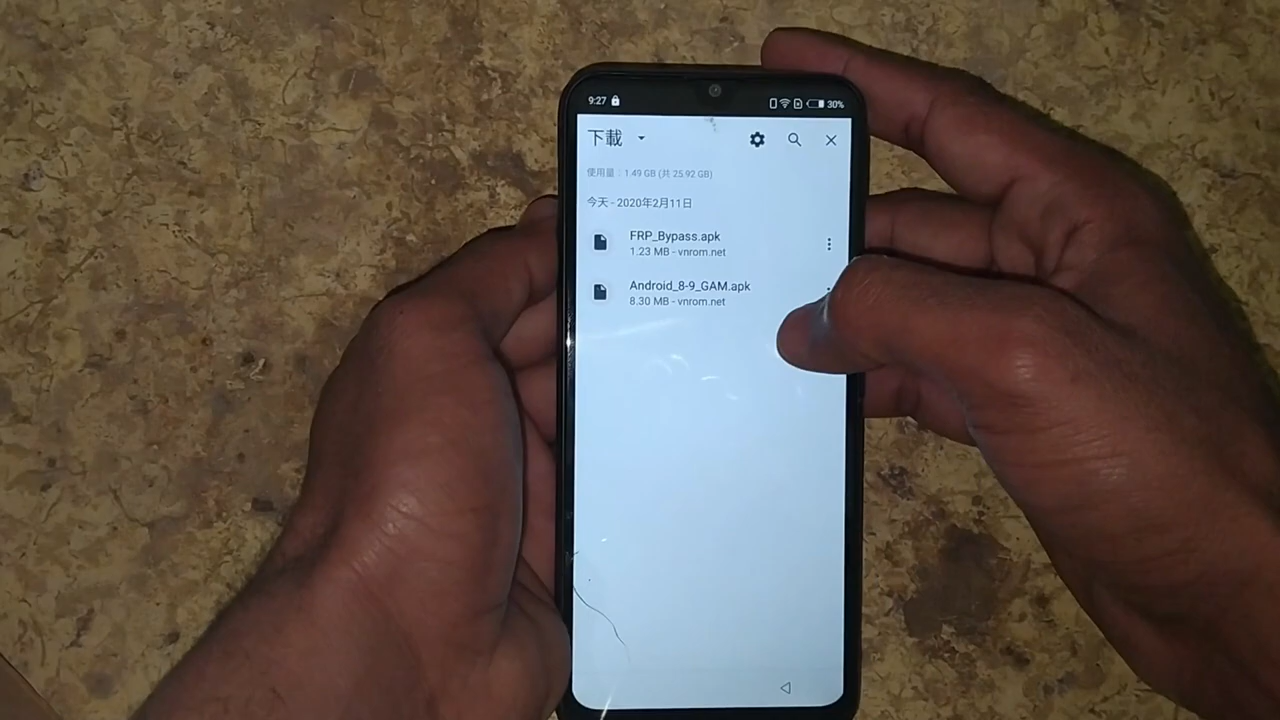 9:27 30%
下載
使用量：1.49 GB (共 25.92 GB)
今天 - 2020年2月11日
FRP_Bypass.apk
1.23 MB - vnrom.net
Android_8-9_GAM.apk
8.30 MB - vnrom.net